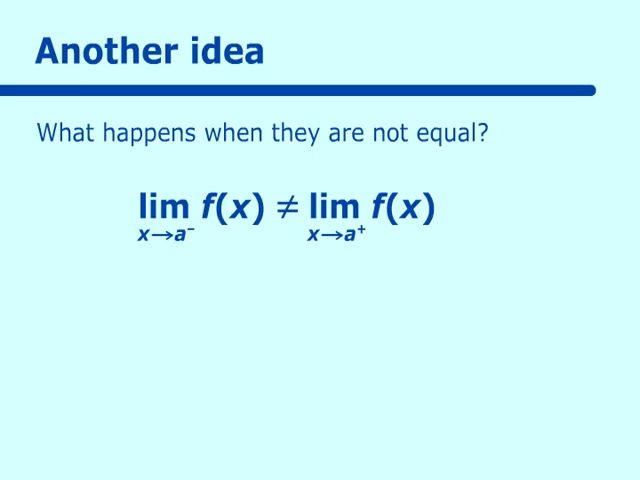 Another idea
What happens when they are not equal?
lim f(x) ≠ lim f(x)
x→a⁻ x→a⁺